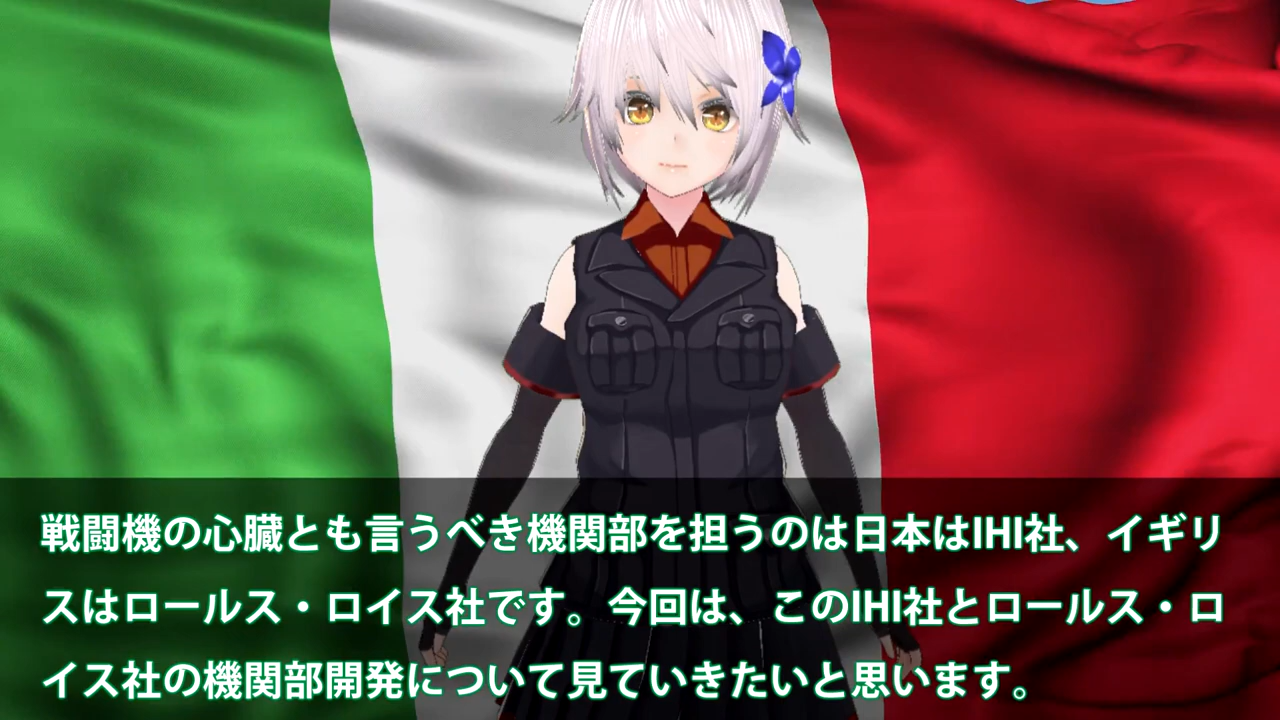 戦闘機の心臓とも言うべき機関部を担うのは日本はIHI社、イギリ
スはロールス・ロイス社です。今回は、このIHI社とロールス・ロ
イス社の機関部開発について見ていきたいと思います。